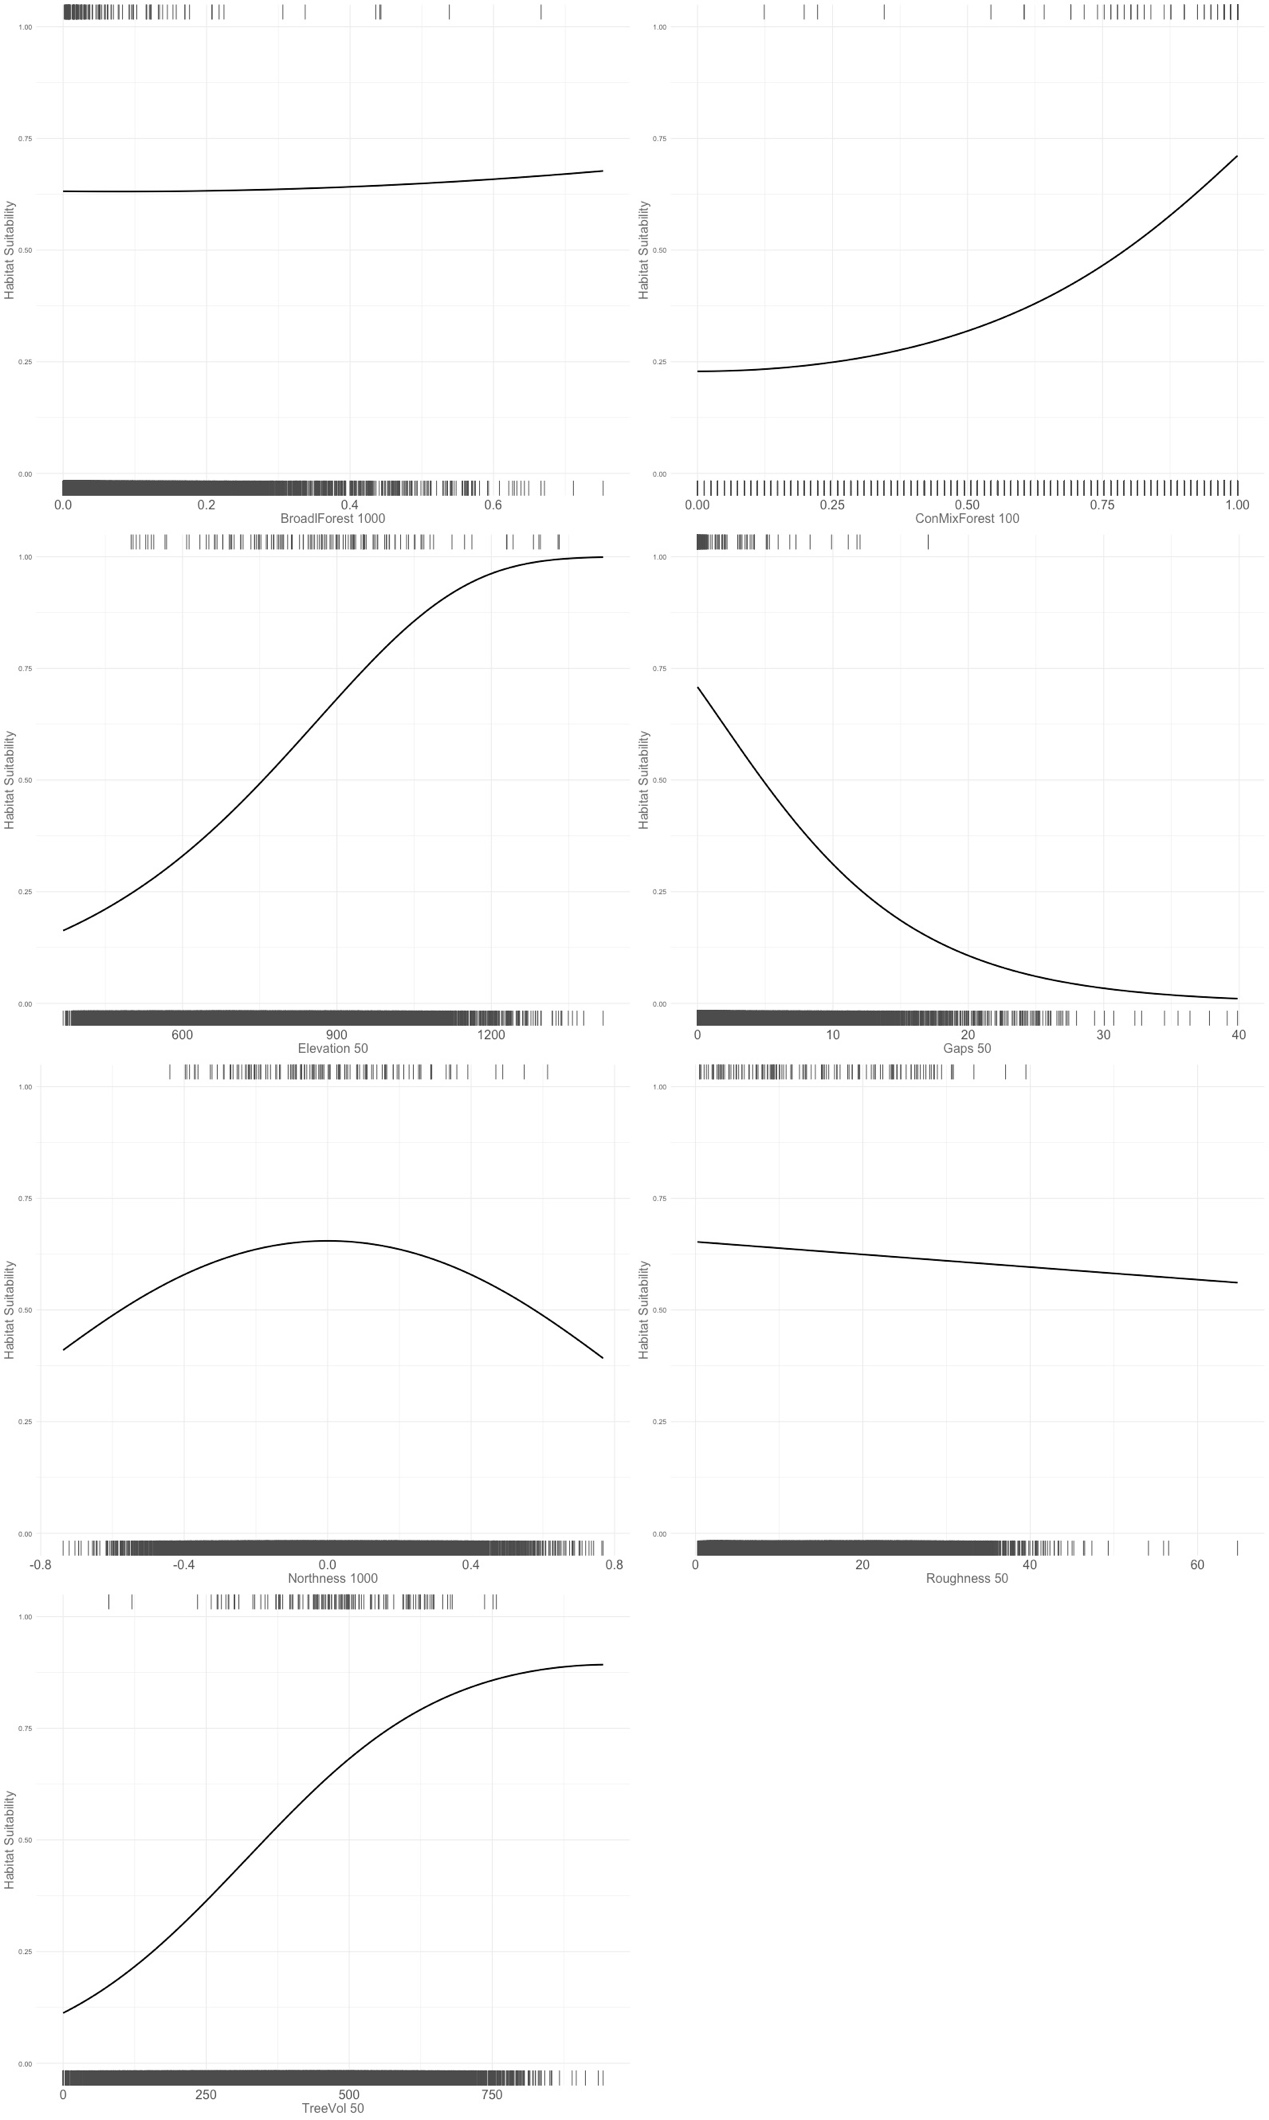 1.00
0.75
0.50
0.25
0.00
Habitat Suitability
0.0 0.2 0.4 0.6
BroadlForest 1000
1.00
0.75
0.50
0.25
0.00
Habitat Suitability
0.00 0.25 0.50 0.75 1.00
ConMixForest 100
1.00
0.75
0.50
0.25
0.00
Habitat Suitability
600 900 1200
Elevation 50
1.00
0.75
0.50
0.25
0.00
Habitat Suitability
0 10 20 30 40
Gaps 50
1.00
0.75
0.50
0.25
0.00
Habitat Suitability
-0.8 -0.4 0.0 0.4 0.8
Northness 1000
1.00
0.75
0.50
0.25
0.00
Habitat Suitability
0 20 40 60
Roughness 50
1.00
0.75
0.50
0.25
0.00
Habitat Suitability
0 250 500 750
TreeVol 50